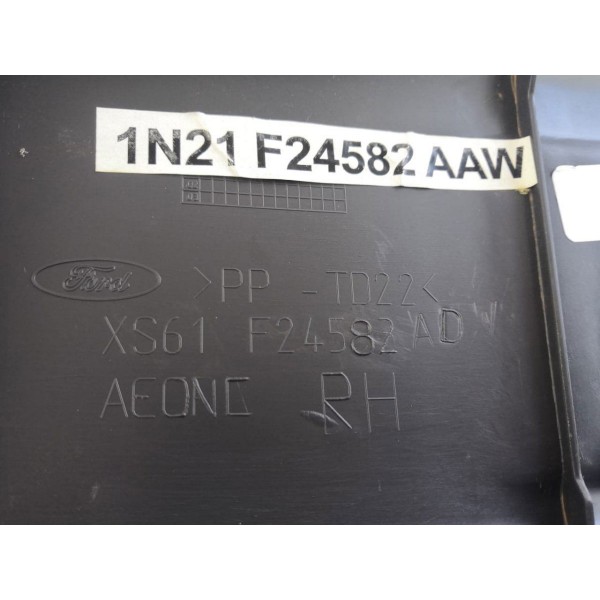 1N21 F24582 AAW
Ford >PP -TD22<
XS61 F24582 AD
AEONC RH